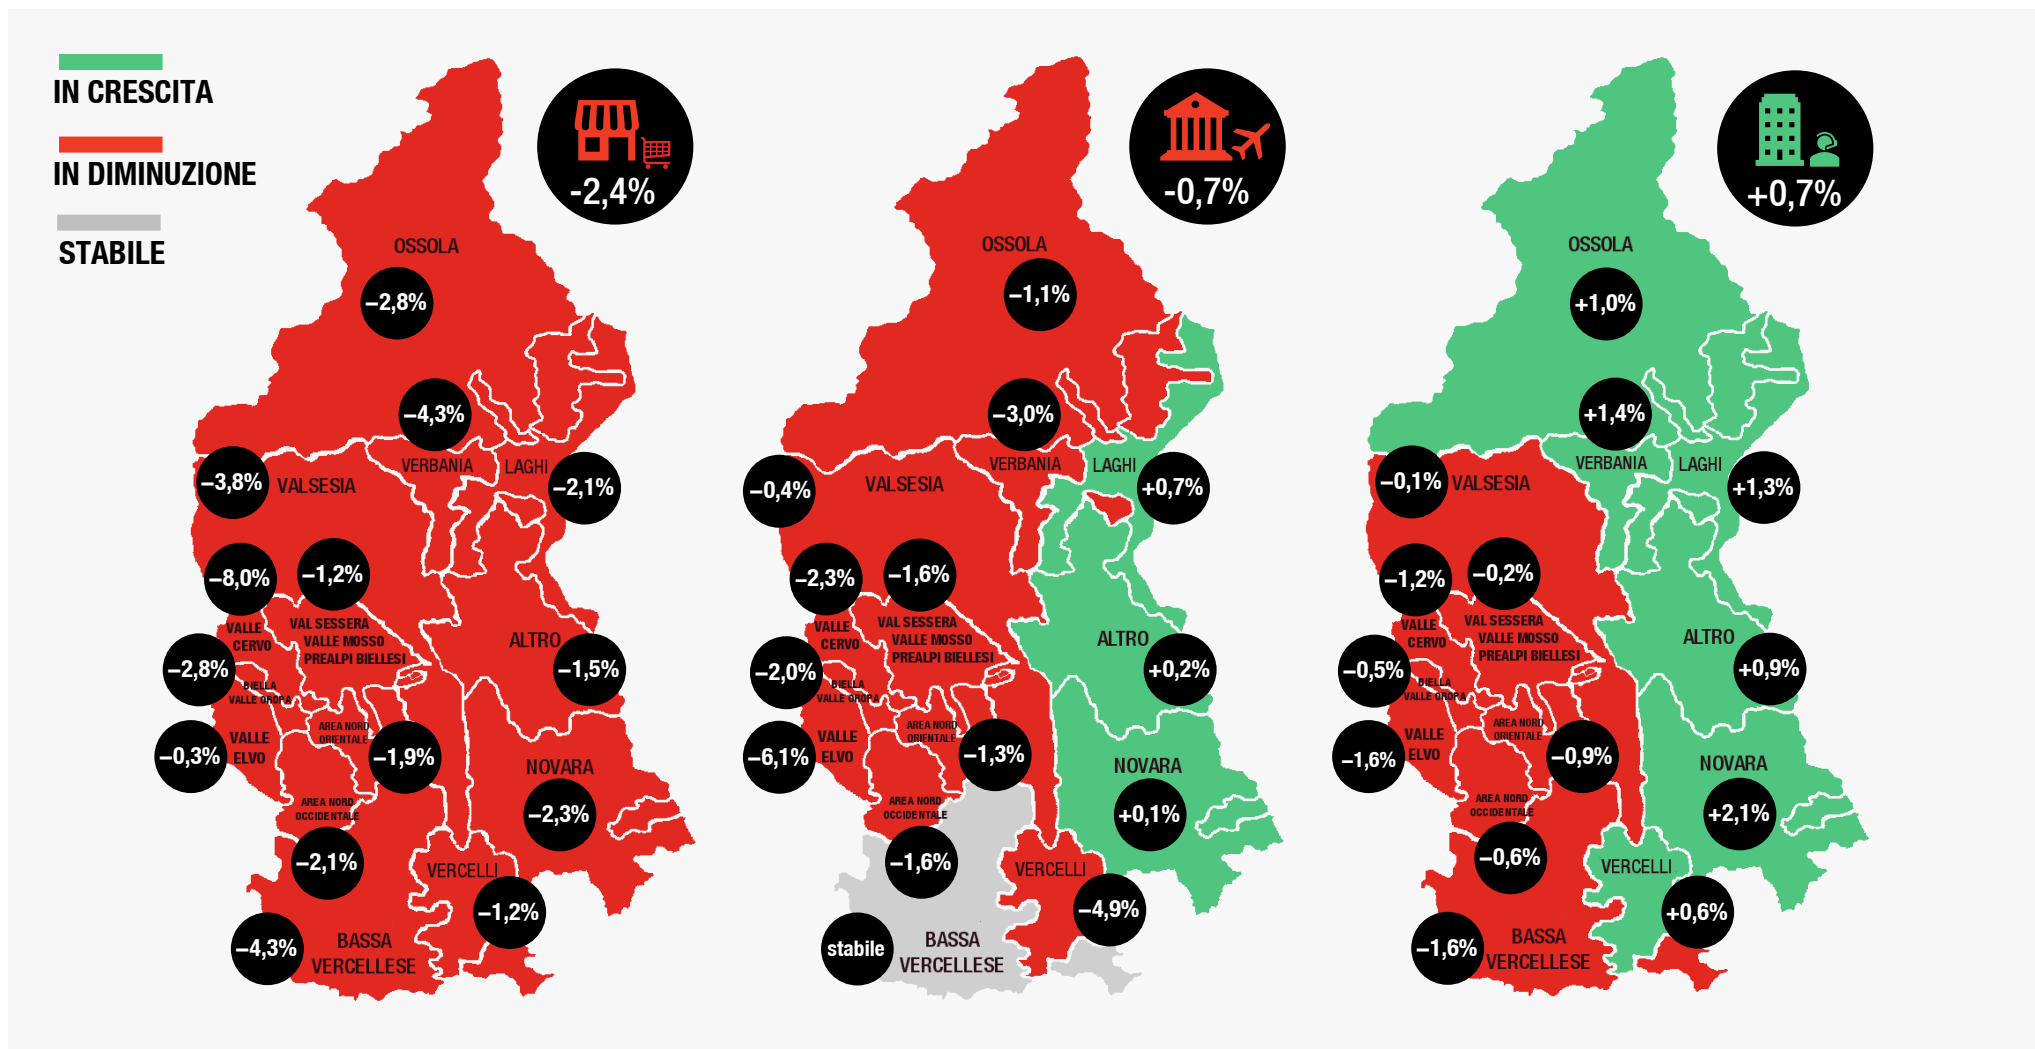 IN CRESCITA
IN DIMINUZIONE
STABILE
-2,4%
OSSOLA
–2,8%
–4,3%
VERBANIA
LAGHI
–2,1%
–3,8%
VALSESIA
–8,0%
–1,2%
VALLE
CERVO
VAL SESSERA
VALLE MOSSO
PREALPI BIELLESI
ALTRO
–1,5%
–2,8%
BIELLA
VALLE OROPA
AREA NORD
ORIENTALE
–1,9%
–0,3%
VALLE
ELVO
NOVARA
–2,3%
AREA NORD
OCCIDENTALE
–2,1%
VERCELLI
–1,2%
–4,3%
BASSA
VERCELLESE
-0,7%
OSSOLA
–1,1%
–3,0%
VERBANIA
LAGHI
+0,7%
–0,4%
VALSESIA
–2,3%
–1,6%
VALLE
CERVO
VAL SESSERA
VALLE MOSSO
PREALPI BIELLESI
ALTRO
+0,2%
–2,0%
BIELLA
VALLE OROPA
AREA NORD
ORIENTALE
–1,3%
–6,1%
VALLE
ELVO
NOVARA
+0,1%
AREA NORD
OCCIDENTALE
–1,6%
VERCELLI
–4,9%
stabile
BASSA
VERCELLESE
+0,7%
OSSOLA
+1,0%
+1,4%
VERBANIA
LAGHI
+1,3%
–0,1%
VALSESIA
–1,2%
–0,2%
VALLE
CERVO
VAL SESSERA
VALLE MOSSO
PREALPI BIELLESI
ALTRO
+0,9%
–0,5%
BIELLA
VALLE OROPA
AREA NORD
ORIENTALE
–0,9%
–1,6%
VALLE
ELVO
NOVARA
+2,1%
AREA NORD
OCCIDENTALE
–0,6%
VERCELLI
+0,6%
–1,6%
BASSA
VERCELLESE